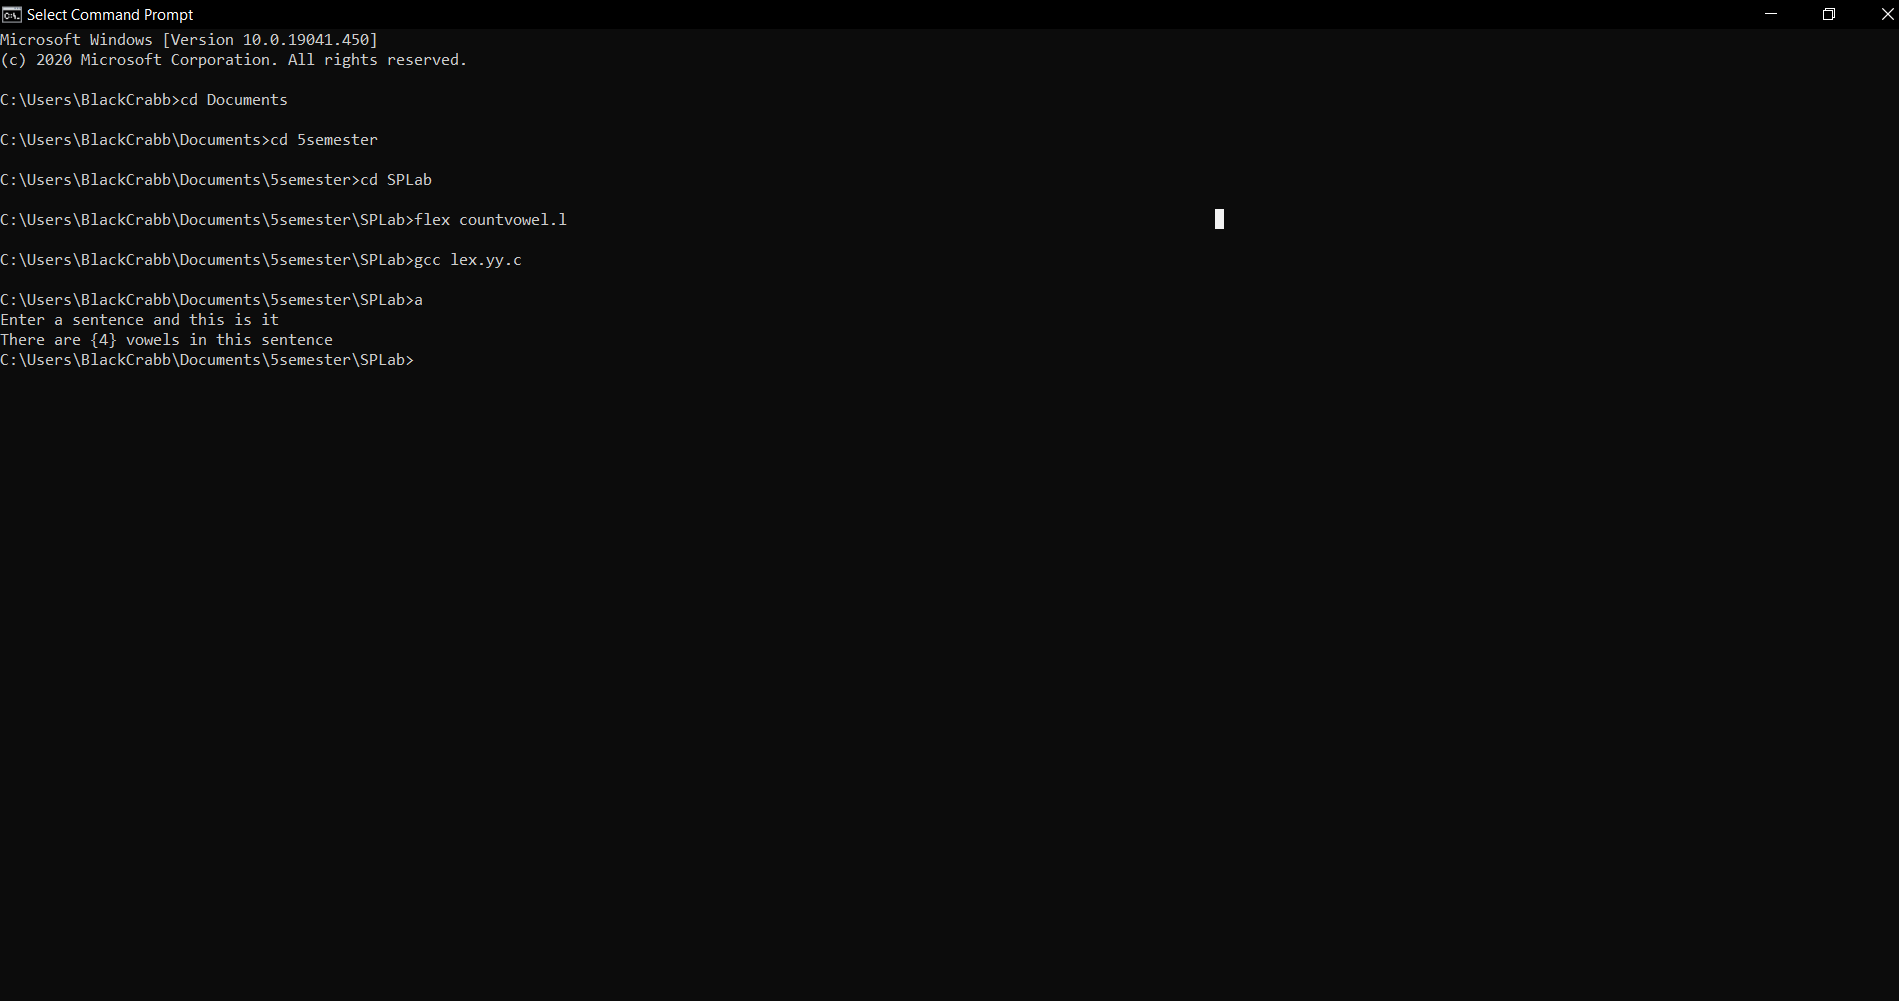 Select Command Prompt
Microsoft Windows [Version 10.0.19041.450]
(c) 2020 Microsoft Corporation. All rights reserved.
C:\Users\BlackCrabb>cd Documents
C:\Users\BlackCrabb\Documents>cd 5semester
C:\Users\BlackCrabb\Documents\5semester>cd SPLab
C:\Users\BlackCrabb\Documents\5semester\SPLab>flex countvowel.l
C:\Users\BlackCrabb\Documents\5semester\SPLab>gcc lex.yy.c
C:\Users\BlackCrabb\Documents\5semester\SPLab>a
Enter a sentence and this is it
There are {4} vowels in this sentence
C:\Users\BlackCrabb\Documents\5semester\SPLab>